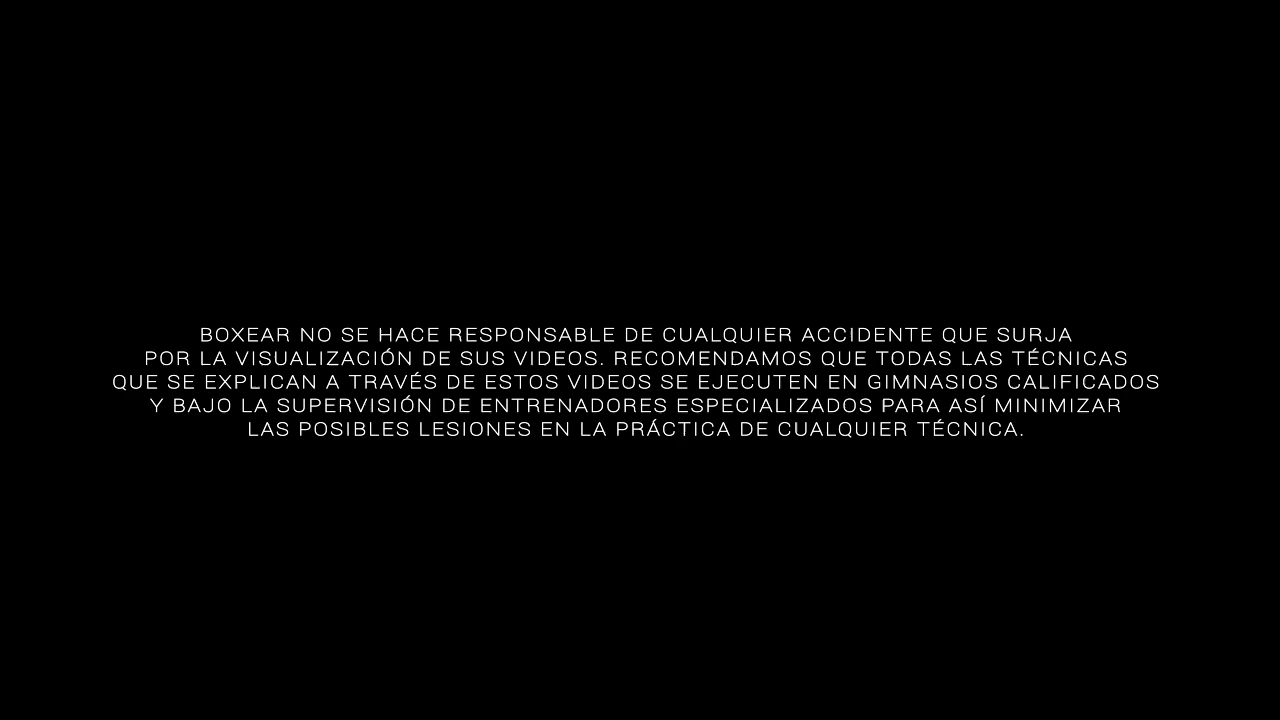 BOXEAR NO SE HACE RESPONSABLE DE CUALQUIER ACCIDENTE QUE SURJA
POR LA VISUALIZACIÓN DE SUS VIDEOS. RECOMENDAMOS QUE TODAS LAS TÉCNICAS
QUE SE EXPLICAN A TRAVÉS DE ESTOS VIDEOS SE EJECUTEN EN GIMNASIOS CALIFICADOS
Y BAJO LA SUPERVISIÓN DE ENTRENADORES ESPECIALIZADOS PARA ASÍ MINIMIZAR
LAS POSIBLES LESIONES EN LA PRÁCTICA DE CUALQUIER TÉCNICA.